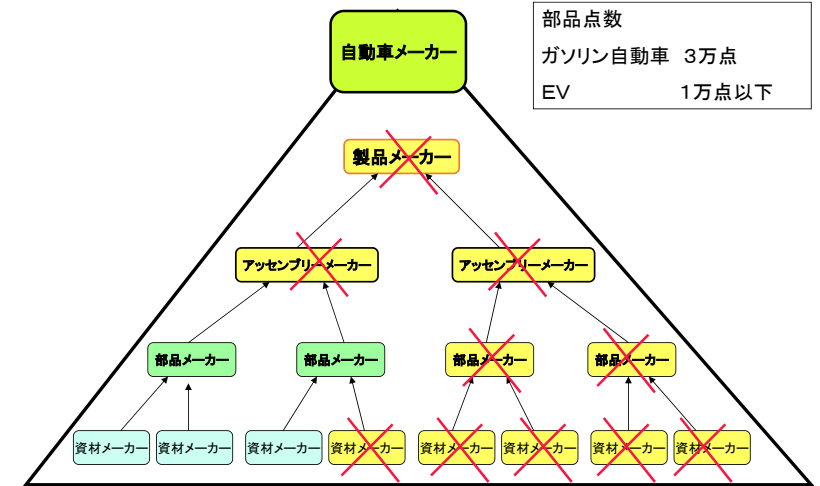 自動車メーカー
部品点数
ガソリン自動車 3万点
EV 1万点以下
製品メーカー
アッセンブリーメーカー
アッセンブリーメーカー
部品メーカー
部品メーカー
部品メーカー
部品メーカー
資材メーカー
資材メーカー
資材メーカー
資材メーカー
資材メーカー
資材メーカー
資材メーカー
資材メーカー